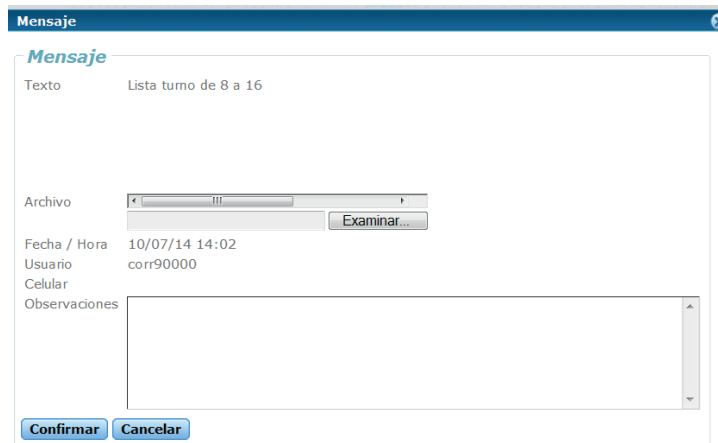 Mensaje
Mensaje
Texto Lista turno de 8 a 16
Archivo
Examinar...
Fecha / Hora 10/07/14 14:02
Usuario corr90000
Celular
Observaciones
Confirmar Cancelar